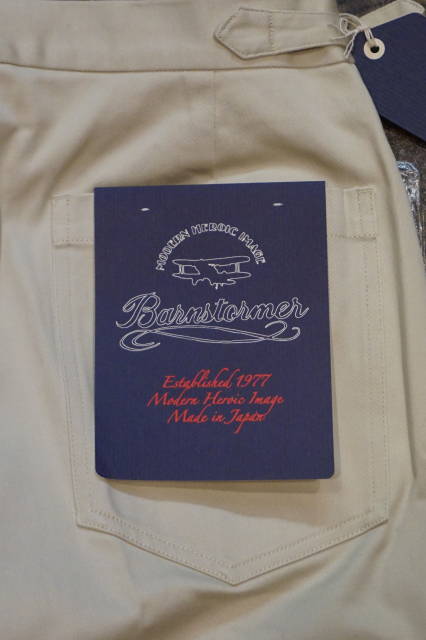 MODERN HEROIC IMAGE
Barnstormer
Established 1977
Modern Heroic Image
Made in Japan